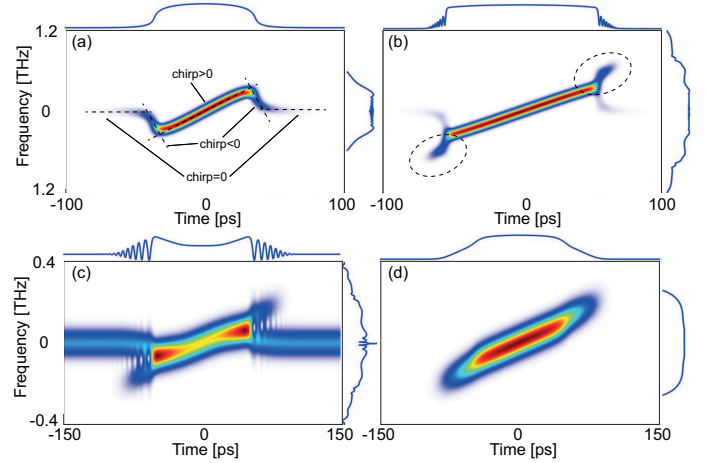 1.2
(a)
chirp>0
chirp<0
chirp=0
Frequency [THz]
0
1.2
-100
0
100
Time [ps]
(b)
-100
0
100
Time [ps]
0.4
(c)
Frequency [THz]
0
-0.4
-150
0
150
Time [ps]
(d)
-150
0
150
Time [ps]